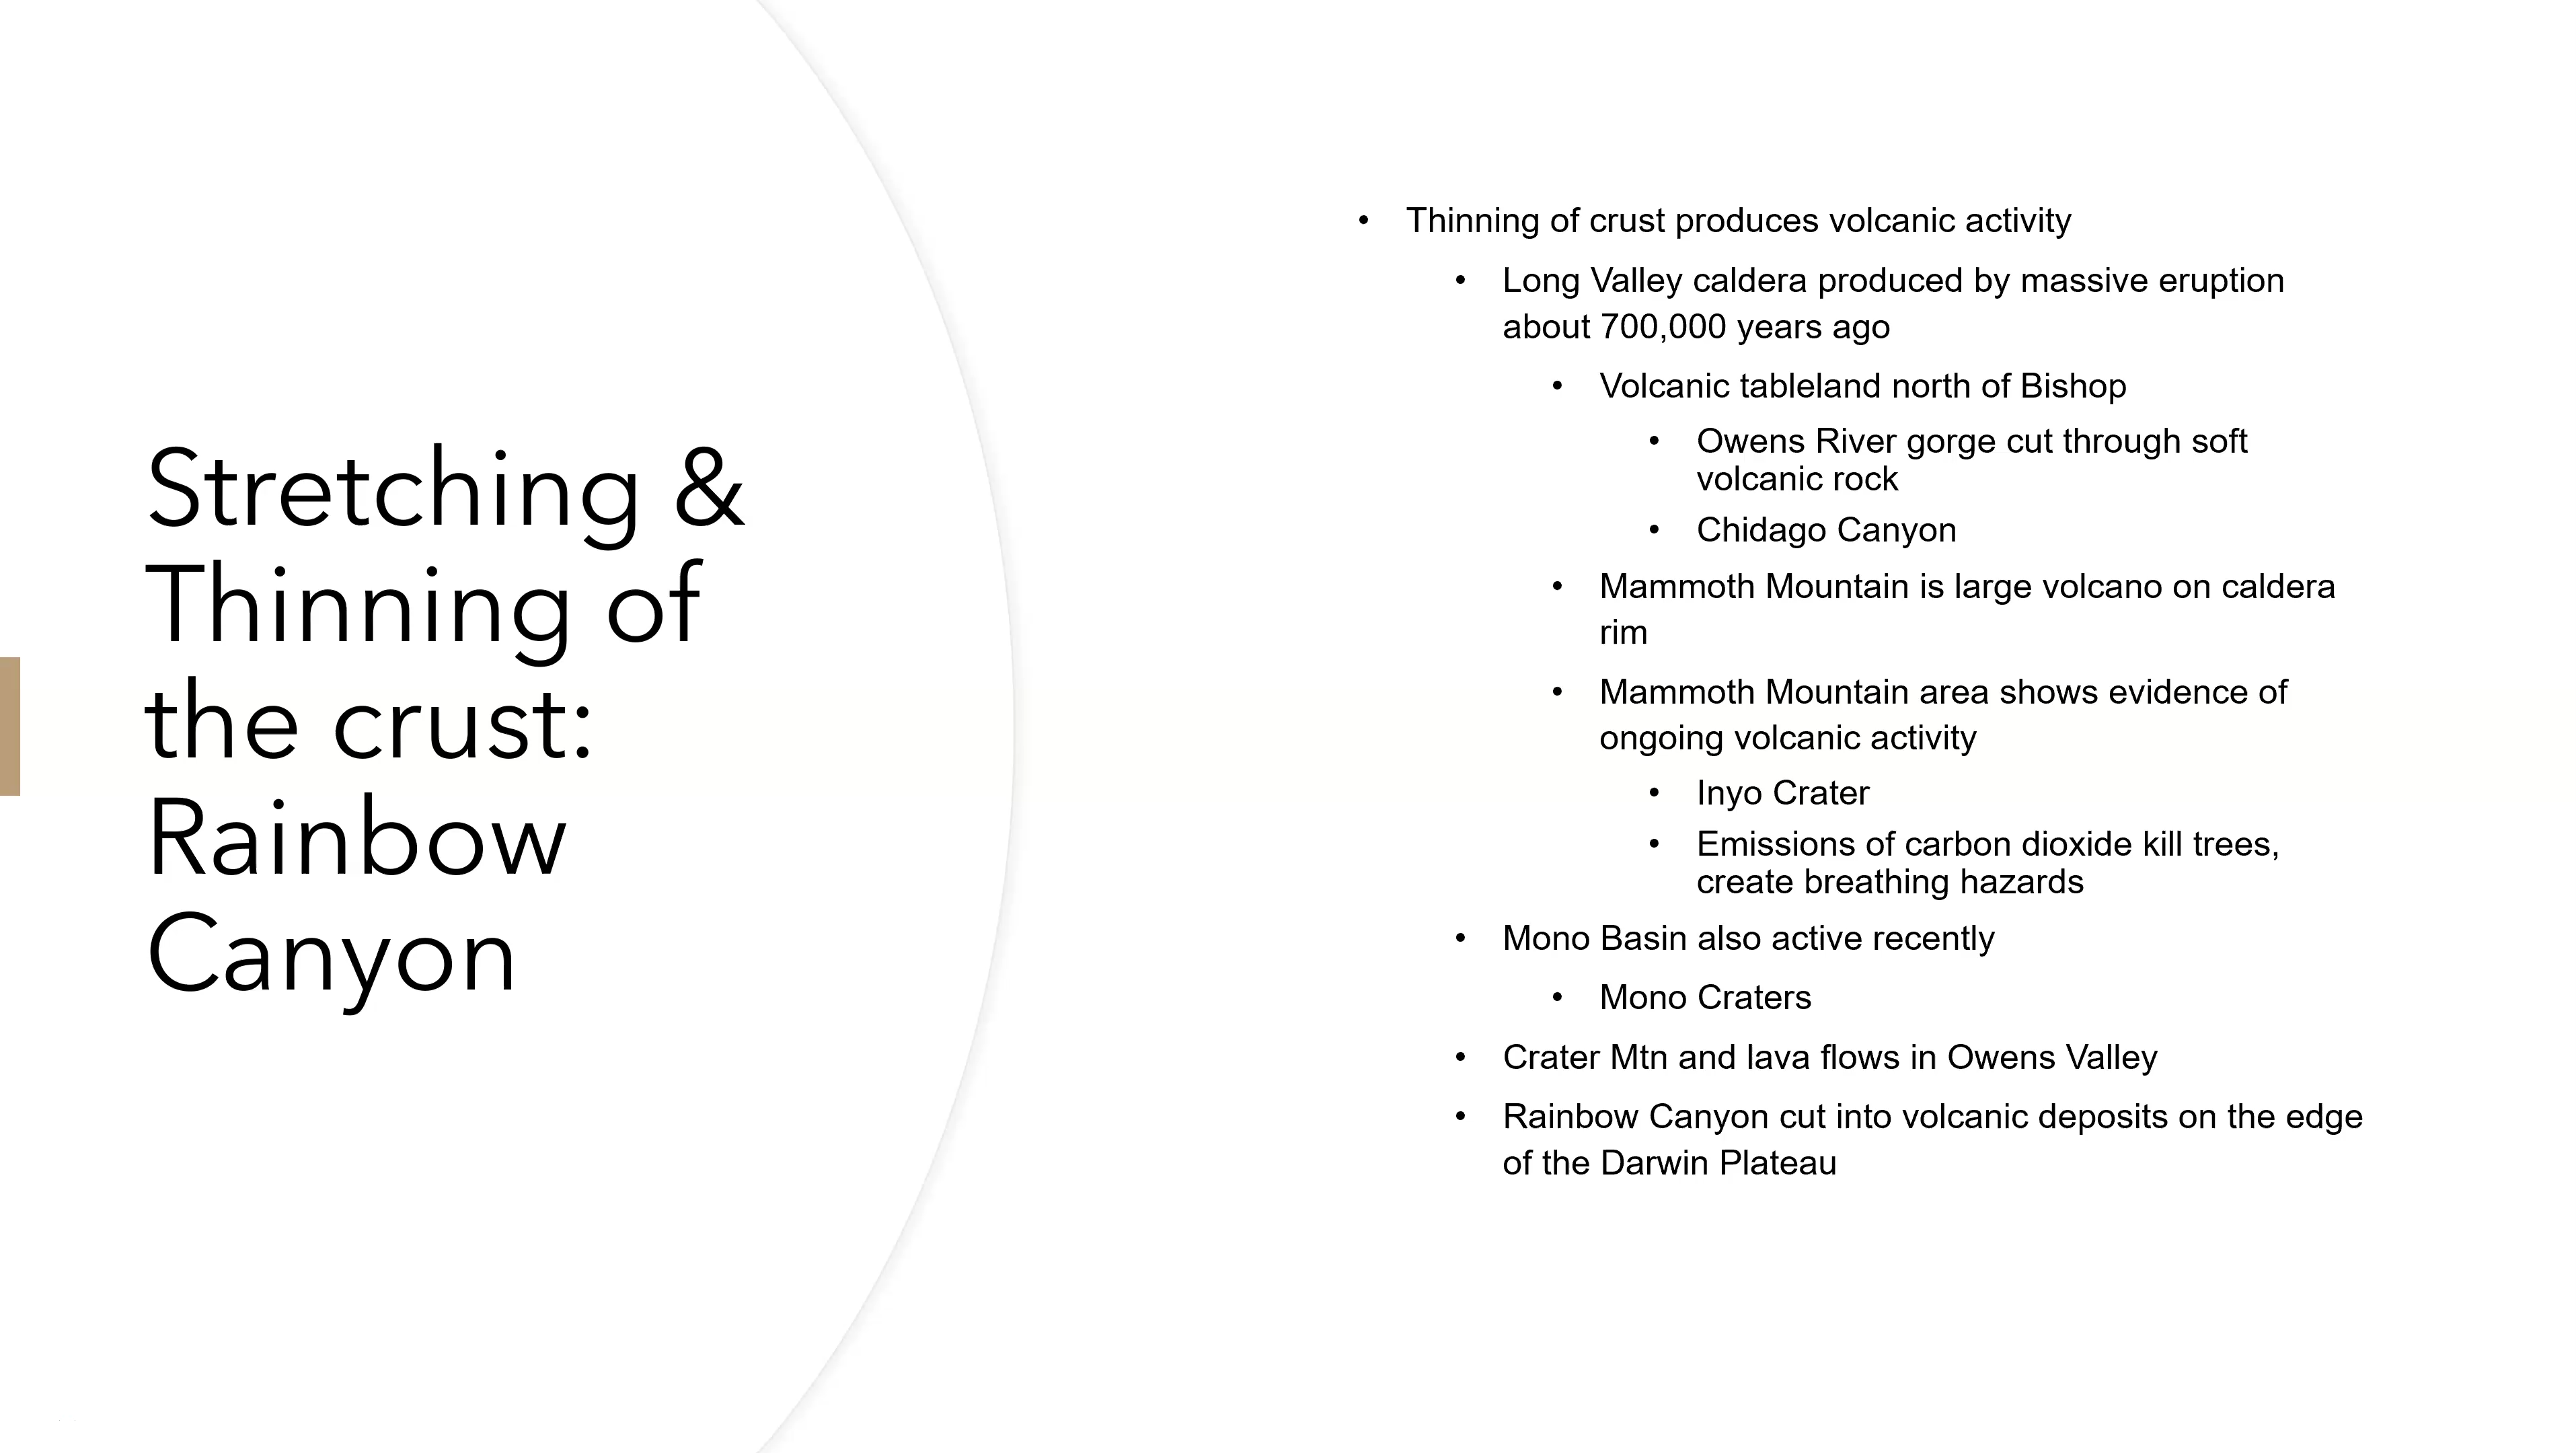 Stretching &
Thinning of
the crust:
Rainbow
Canyon
• Thinning of crust produces volcanic activity
• Long Valley caldera produced by massive eruption
about 700,000 years ago
• Volcanic tableland north of Bishop
• Owens River gorge cut through soft
volcanic rock
• Chidago Canyon
• Mammoth Mountain is large volcano on caldera
rim
• Mammoth Mountain area shows evidence of
ongoing volcanic activity
• Inyo Crater
• Emissions of carbon dioxide kill trees,
create breathing hazards
• Mono Basin also active recently
• Mono Craters
• Crater Mtn and lava flows in Owens Valley
• Rainbow Canyon cut into volcanic deposits on the edge
of the Darwin Plateau